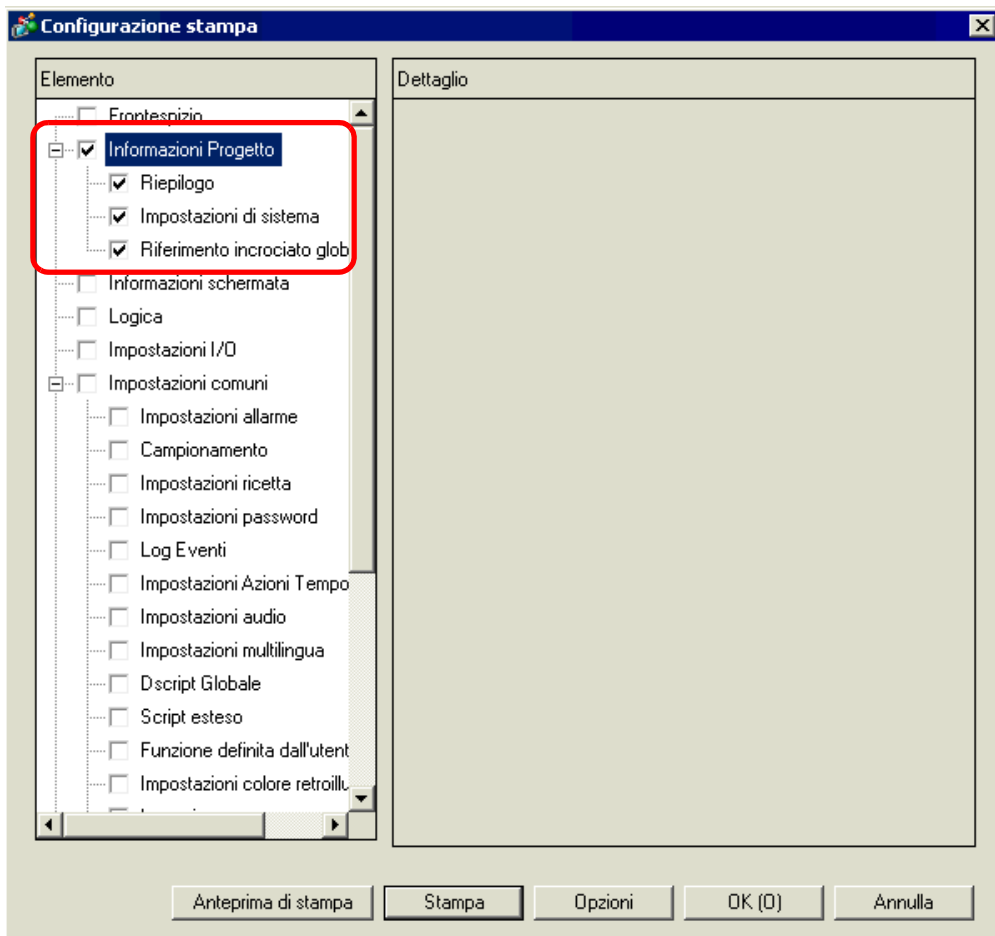 Configurazione stampa
Elemento
Dettaglio
Frontespizio
Informazioni Progetto
Riepilogo
Impostazioni di sistema
Riferimento incrociato glob
Informazioni schermata
Logica
Impostazioni I/O
Impostazioni comuni
Impostazioni allarme
Campionamento
Impostazioni ricetta
Impostazioni password
Log Eventi
Impostazioni Azioni Tempo
Impostazioni audio
Impostazioni multilingua
Dscript Globale
Script esteso
Funzione definita dall'utent
Impostazioni colore retroillu
Anteprima di stampa
Stampa
Opzioni
OK (O)
Annulla